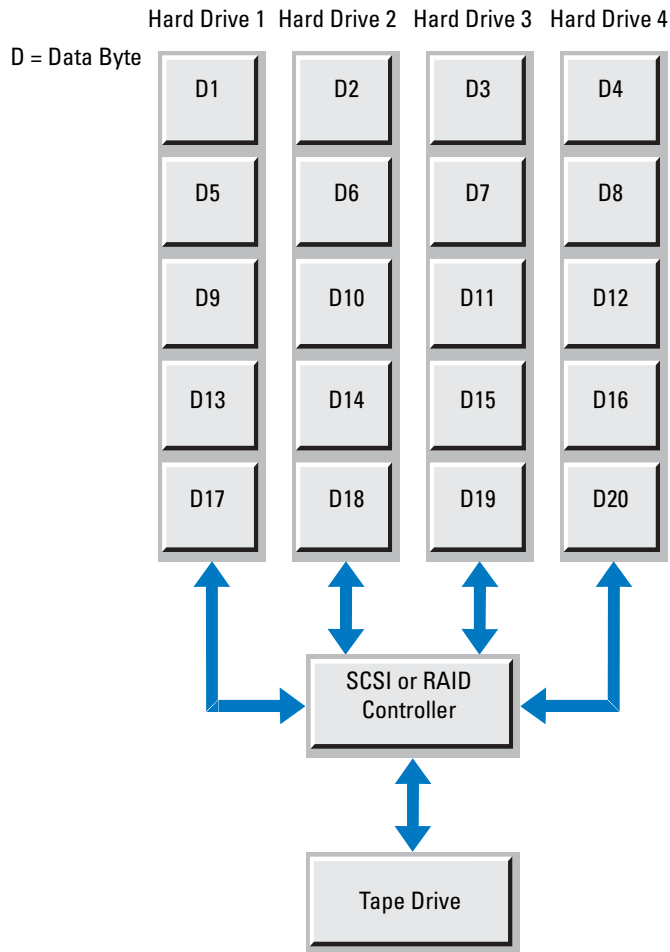 Hard Drive 1 Hard Drive 2 Hard Drive 3 Hard Drive 4
D = Data Byte
D1 D2 D3 D4
D5 D6 D7 D8
D9 D10 D11 D12
D13 D14 D15 D16
D17 D18 D19 D20
SCSI or RAID
Controller
Tape Drive